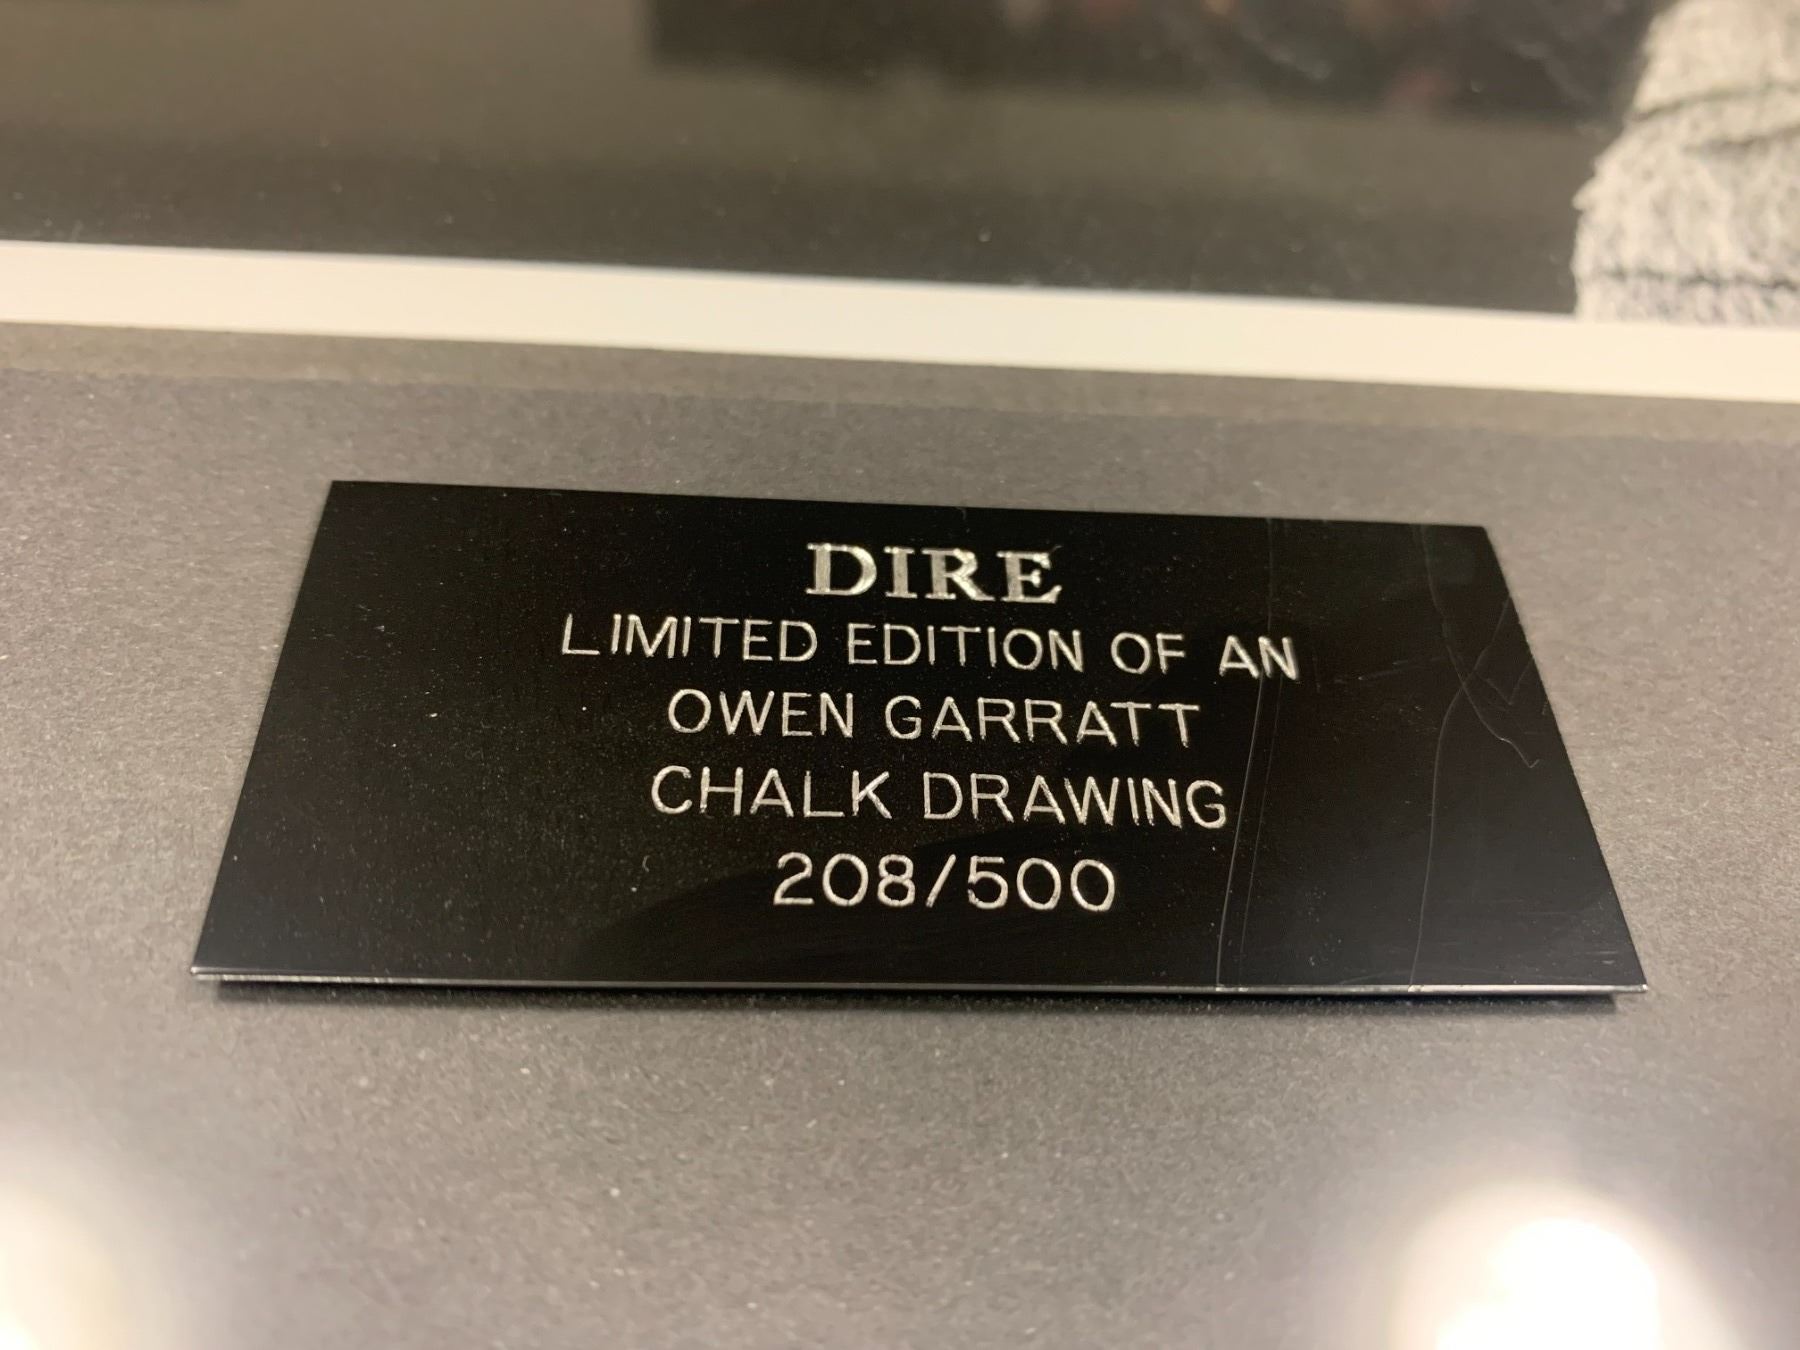 DIRE
LIMITED EDITION OF AN
OWEN GARRATT
CHALK DRAWING
208/500